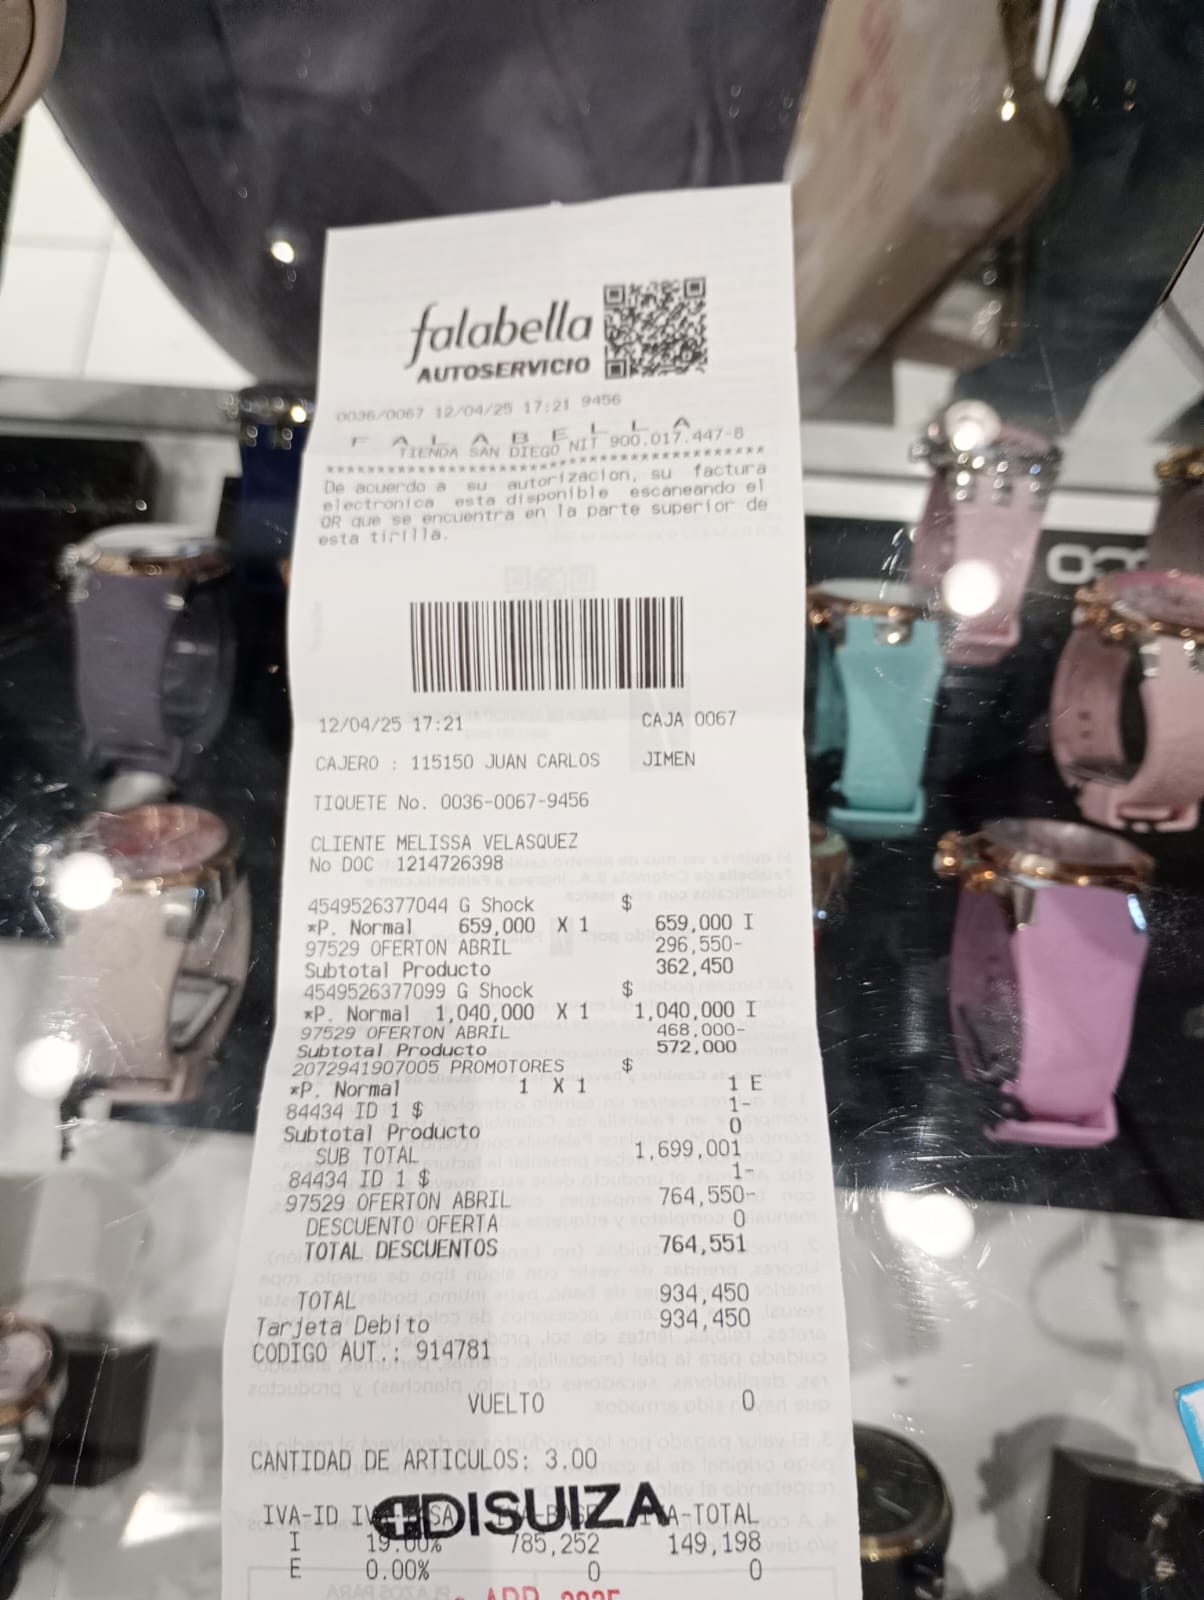 falabella
AUTOSERVICIO
0036/0067 12/04/25 17:21 9456
F A L A B E L L A
TIENDA SAN DIEGO NIT 900.017.447-8
**************************************************
De acuerdo a su autorizacion, su factura
electronica esta disponible escaneando el
QR que se encuentra en la parte superior de
esta tirilla.
12/04/25 17:21 CAJA 0067
CAJERO : 115150 JUAN CARLOS JIMEN
TIQUETE No. 0036-0067-9456
CLIENTE MELISSA VELASQUEZ
No DOC 1214726398
4549526377044 G Shock $
*P. Normal 659,000 X 1 659,000 I
97529 OFERTON ABRIL 296,550-
Subtotal Producto 362,450
4549526377099 G Shock $
*P. Normal 1,040,000 X 1 1,040,000 I
97529 OFERTON ABRIL 468,000-
Subtotal Producto 572,000
2072941907005 PROMOTORES $
*P. Normal 1 X 1 1 E
84434 ID 1 $ 1-
Subtotal Producto 0
SUB TOTAL 1,699,001
84434 ID 1 $ 1-
97529 OFERTON ABRIL 764,550-
DESCUENTO OFERTA 0
TOTAL DESCUENTOS 764,551
TOTAL 934,450
Tarjeta Debito 934,450
CODIGO AUT.: 914781
VUELTO 0
CANTIDAD DE ARTICULOS: 3.00
DISUIZA
IVA-ID -TOTAL
I 19.00% 785,252 149,198
E 0.00% 0 0